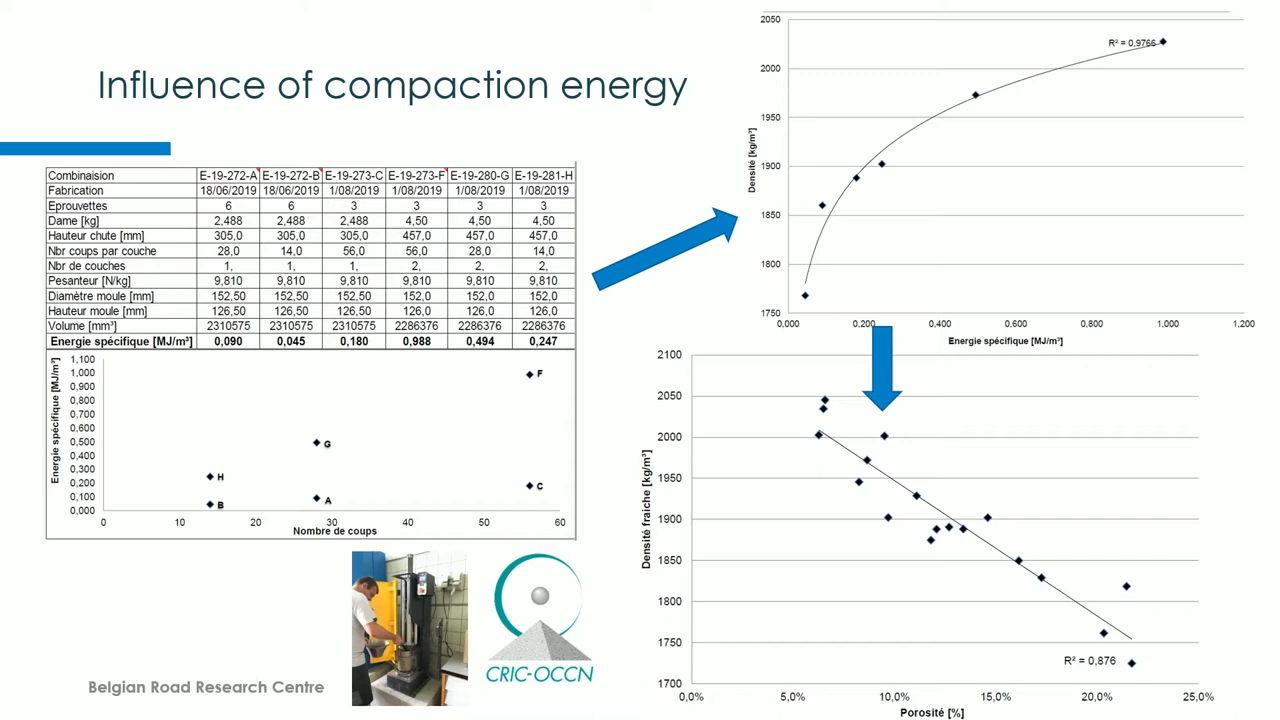 Influence of compaction energy
Combinaision E-19-272-A E-19-272-B E-19-273-C E-19-273-F E-19-280-G E-19-281-H
Fabrication 18/06/2019 18/06/2019 1/08/2019 1/08/2019 1/08/2019 1/08/2019
Eprouvettes 6 6 3 3 3 3
Dame [kg] 2,488 2,488 2,488 4,50 4,50 4,50
Hauteur chute [mm] 305,0 305,0 305,0 457,0 457,0 457,0
Nbr coups par couche 28,0 14,0 56,0 56,0 28,0 14,0
Nbr de couches 1, 1, 1, 2, 2, 2,
Pesanteur [N/kg] 9,810 9,810 9,810 9,810 9,810 9,810
Diamètre moule [mm] 152,50 152,50 152,50 152,0 152,0 152,0
Hauteur moule [mm] 126,50 126,50 126,50 126,0 126,0 126,0
Volume [mm³] 2310575 2310575 2310575 2286376 2286376 2286376
Energie spécifique [MJ/m³] 0,090 0,045 0,180 0,988 0,494 0,247
Energie spécifique [MJ/m³]
1,100
1,000
0,900
0,800
0,700
0,600
0,500
0,400
0,300
0,200
0,100
0,000
F
G
H
C
A
B
0 10 20 30 40 50 60
Nombre de coups
Densité [kg/m³]
2050
2000
1950
1900
1850
1800
1750
R² = 0,9766
0,000 0,200 0,400 0,600 0,800 1,000 1,200
Energie spécifique [MJ/m³]
Densité fraiche [kg/m³]
2100
2050
2000
1950
1900
1850
1800
1750
1700
R² = 0,876
0,0% 5,0% 10,0% 15,0% 20,0% 25,0%
Porosité [%]
CRIC-OCCN
Belgian Road Research Centre